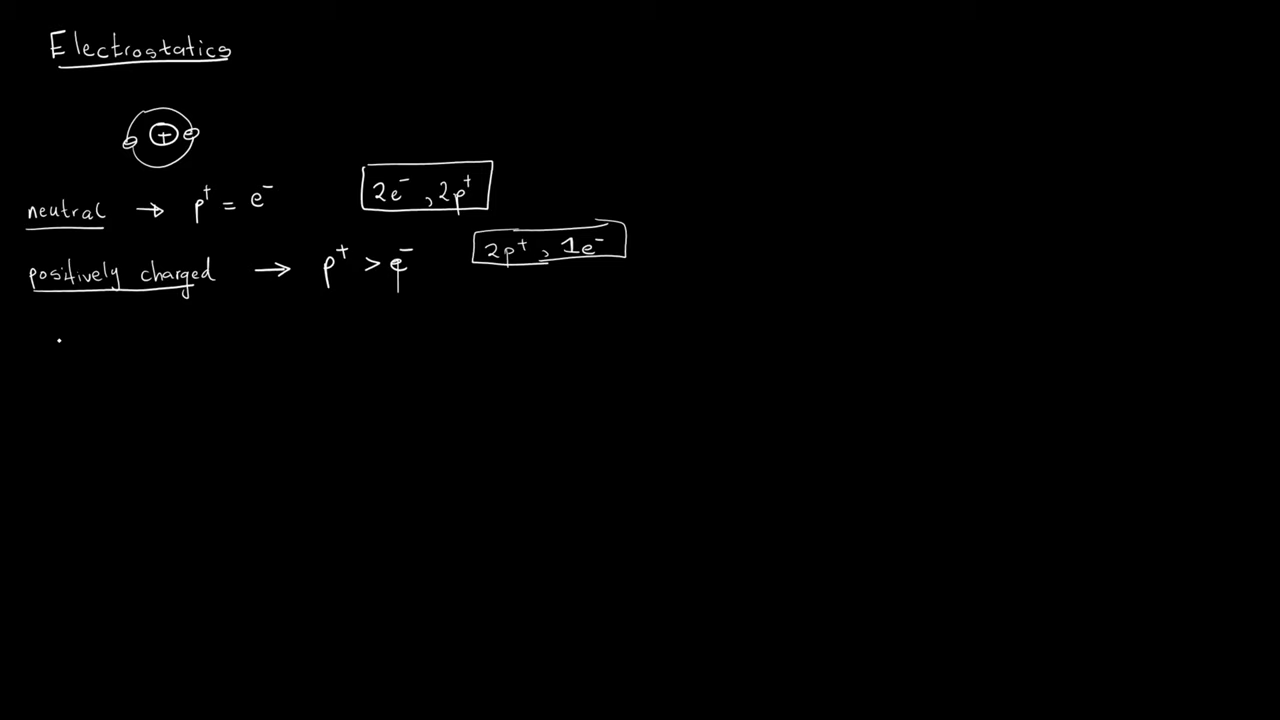 Electrostatics
+
neutral → p⁺ = e⁻ 2e⁻, 2p⁺
positively charged → p⁺ > e⁻ 2p⁺, 1e⁻